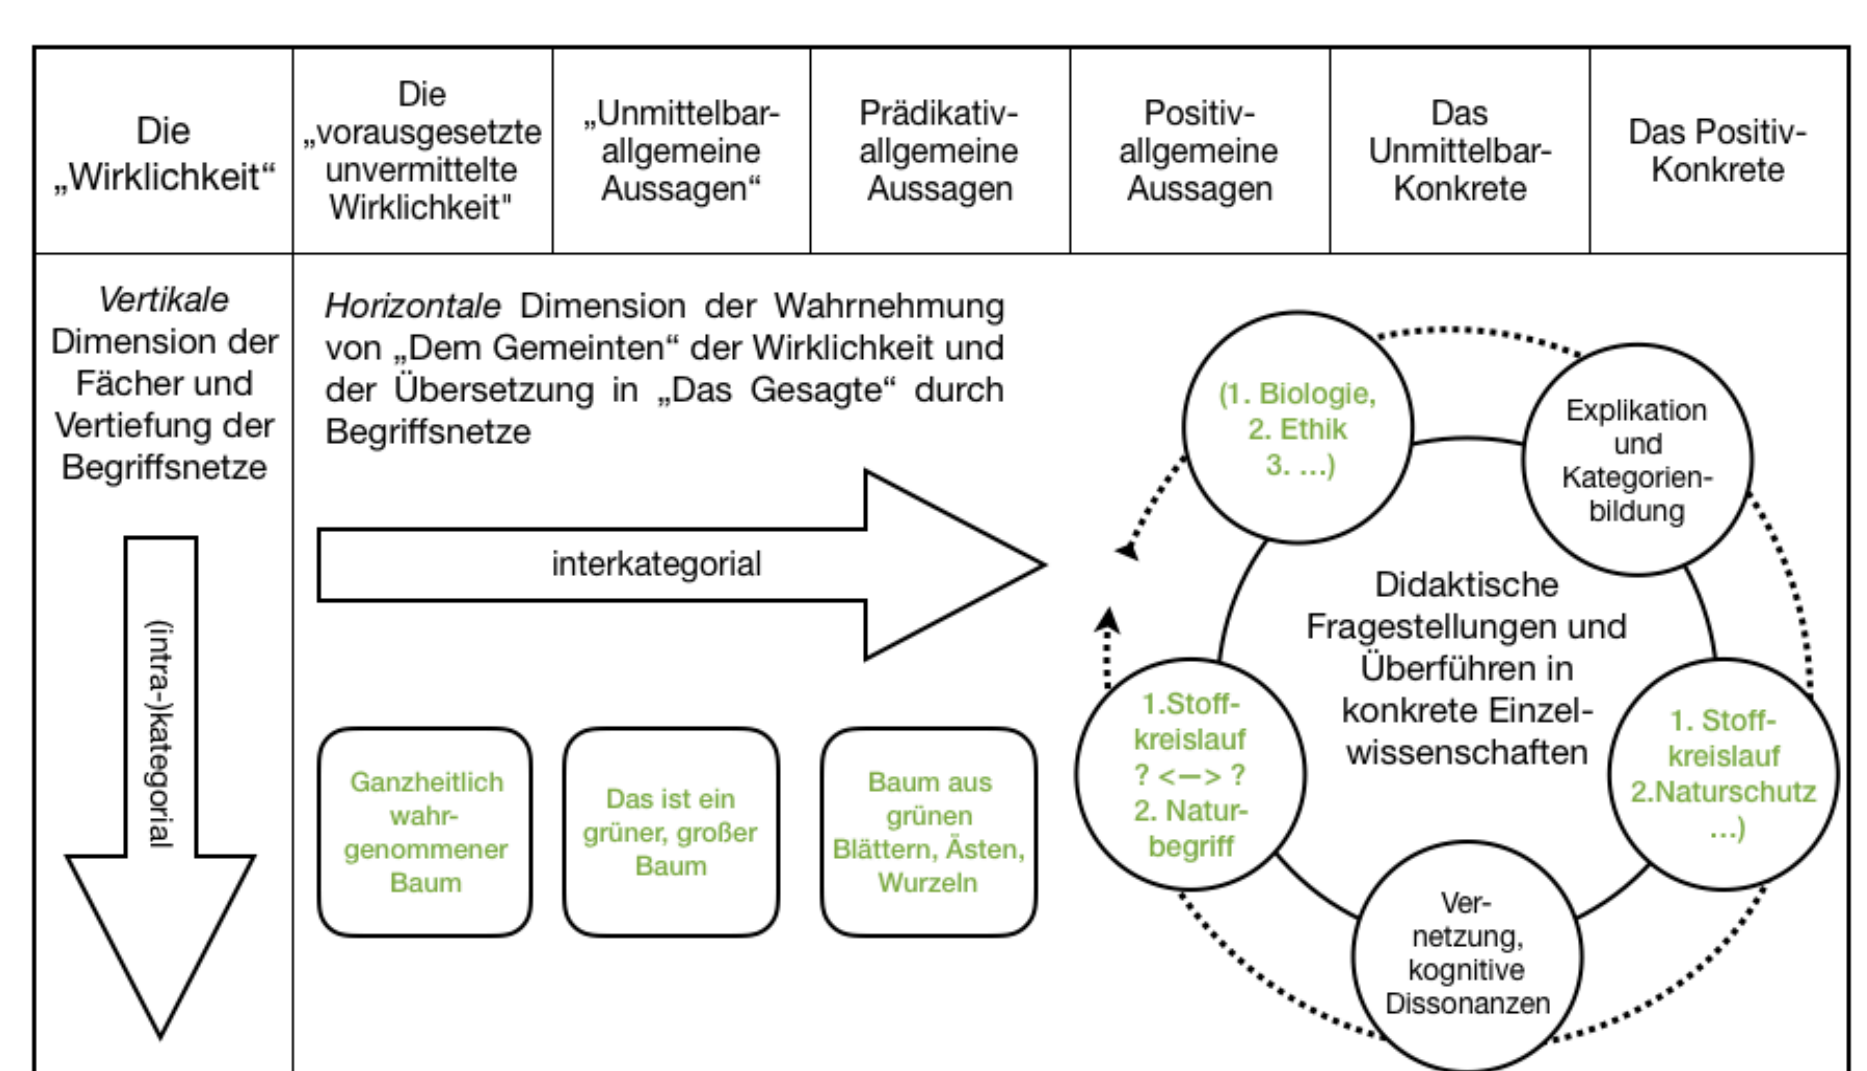 Die
„Wirklichkeit“
Die
„vorausgesetzte
unvermittelte
Wirklichkeit"
„Unmittelbar-
allgemeine
Aussagen“
Prädikativ-
allgemeine
Aussagen
Positiv-
allgemeine
Aussagen
Das
Unmittelbar-
Konkrete
Das Positiv-
Konkrete
Vertikale
Dimension der
Fächer und
Vertiefung der
Begriffsnetze
(intra-)kategorial
Horizontale Dimension der Wahrnehmung
von „Dem Gemeinten“ der Wirklichkeit und
der Übersetzung in „Das Gesagte“ durch
Begriffsnetze
interkategorial
Ganzheitlich
wahr-
genommener
Baum
Das ist ein
grüner, großer
Baum
Baum aus
grünen
Blättern, Ästen,
Wurzeln
(1. Biologie,
2. Ethik
3. ...)
Explikation
und
Kategorien-
bildung
Didaktische
Fragestellungen und
Überführen in
konkrete Einzel-
wissenschaften
1.Stoff-
kreislauf
? <—> ?
2. Natur-
begriff
1. Stoff-
kreislauf
2.Naturschutz
...)
Ver-
netzung,
kognitive
Dissonanzen